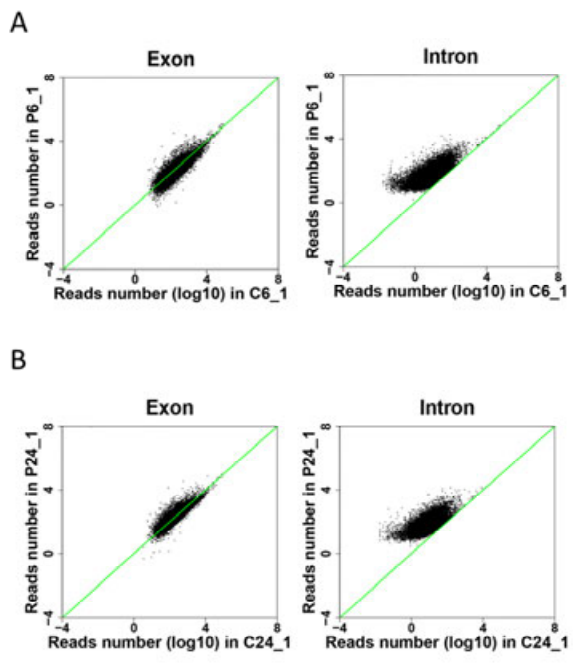 A
Exon
Intron
Reads number in P6_1
8
4
0
−4
−4 0 4 8
Reads number (log10) in C6_1
Reads number in P6_1
8
4
0
−4
−4 0 4 8
Reads number (log10) in C6_1
B
Exon
Intron
Reads number in P24_1
8
4
0
−4
−4 0 4 8
Reads number (log10) in C24_1
Reads number in P24_1
8
4
0
−4
−4 0 4 8
Reads number (log10) in C24_1